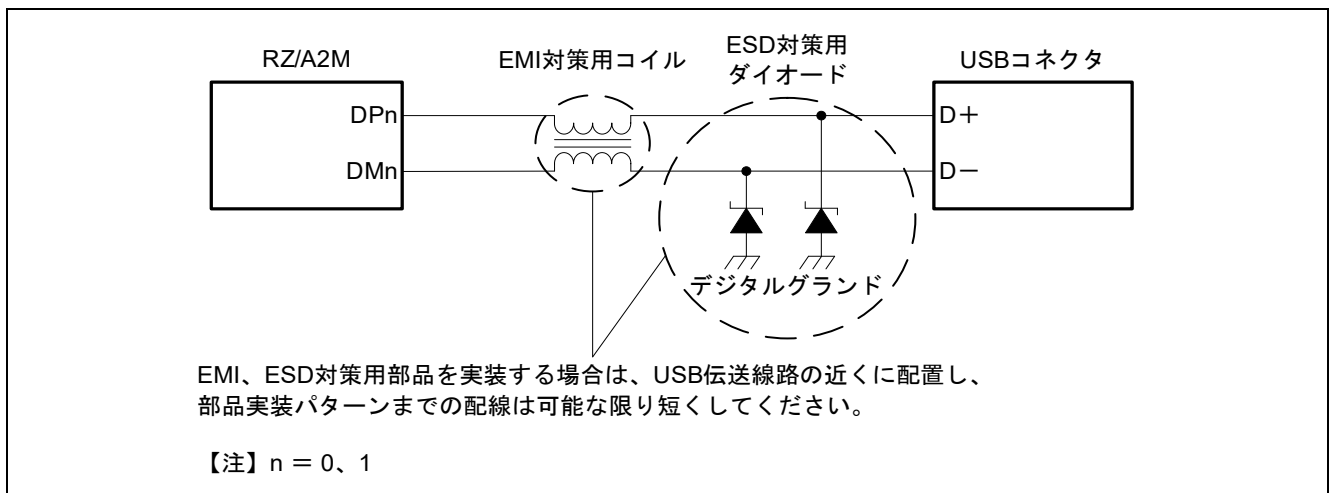 RZ/A2M
EMI対策用コイル
ESD対策用
ダイオード
USBコネクタ
DPn
DMn
D+
D−
デジタルグランド
EMI、ESD対策用部品を実装する場合は、USB伝送線路の近くに配置し、
部品実装パターンまでの配線は可能な限り短くしてください。
【注】n = 0、1